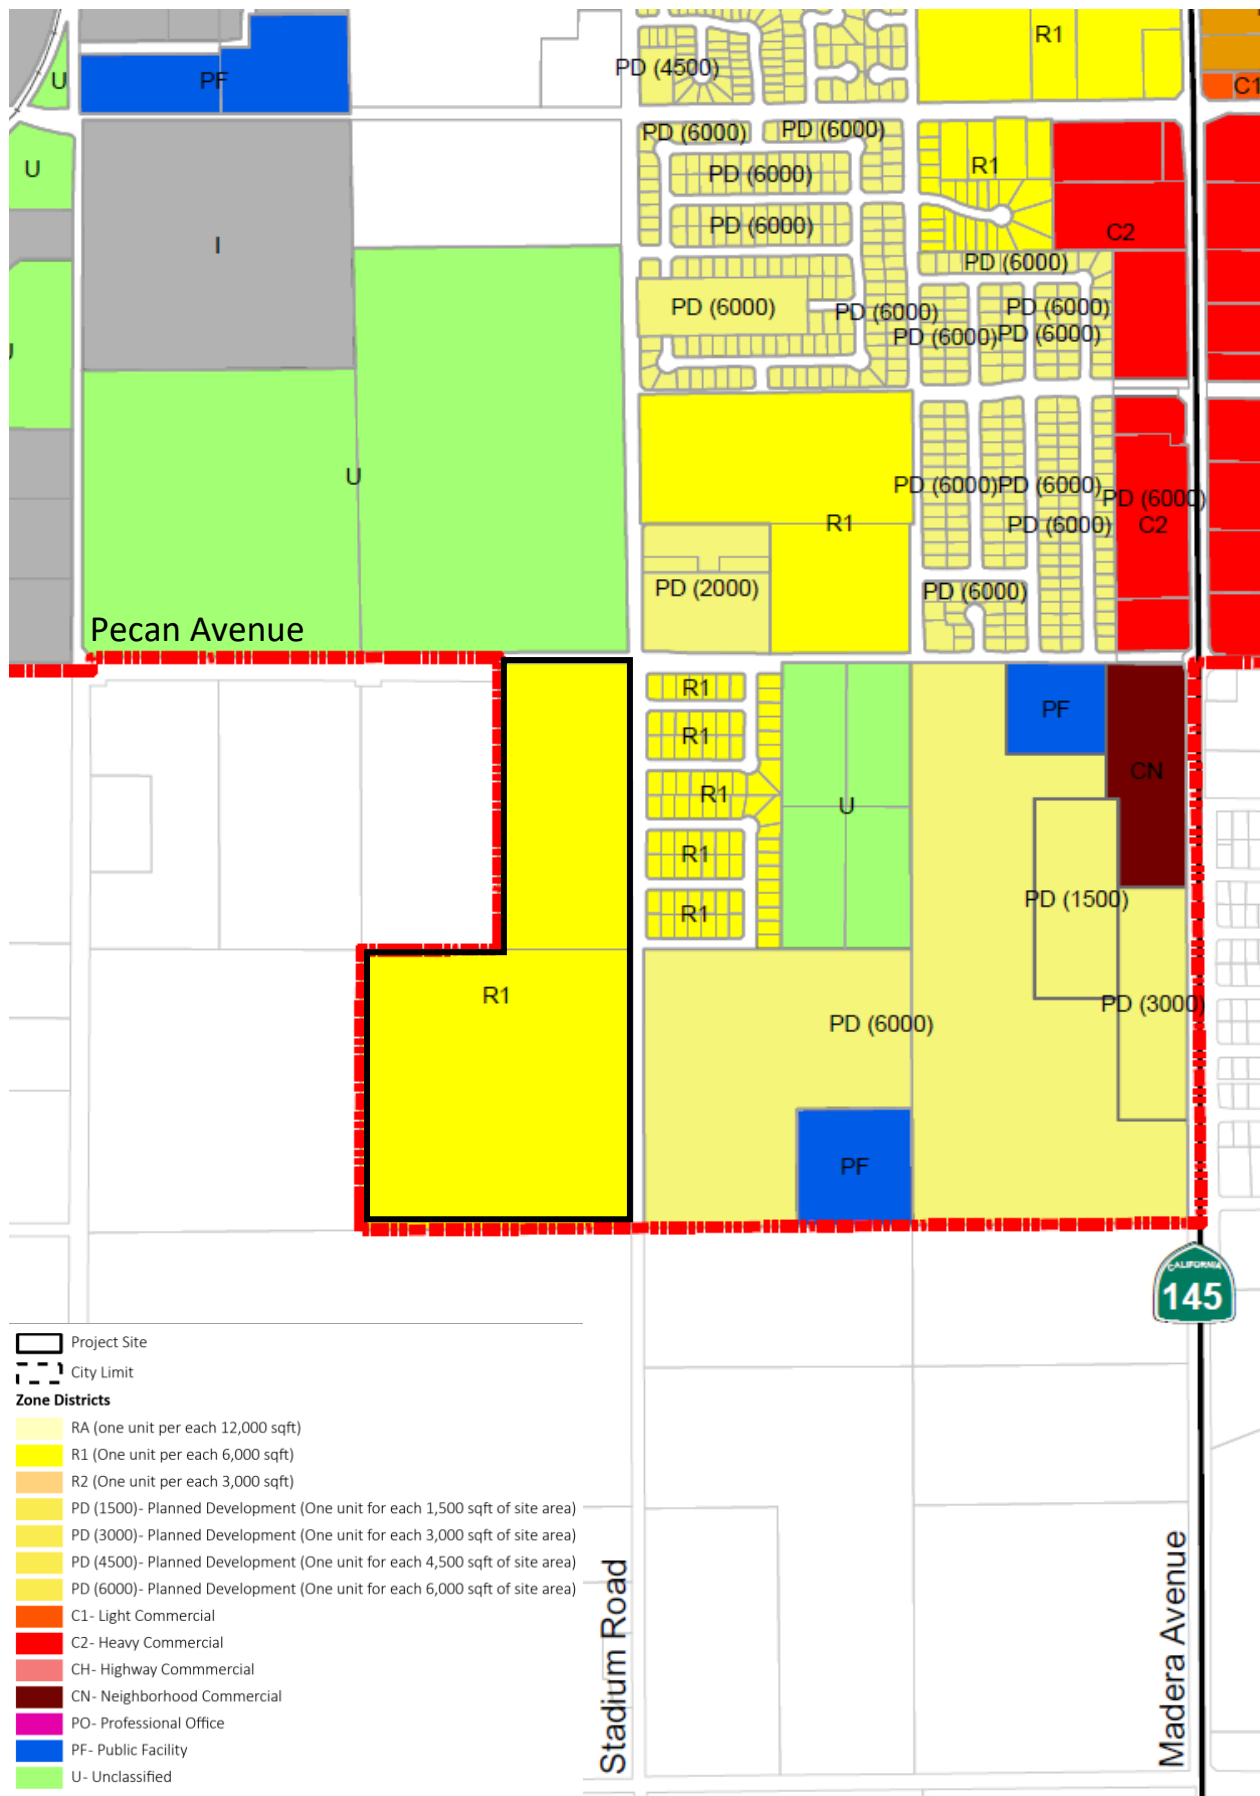 R1
U
PF
PD (4500)
C1
PD (6000)
PD (6000)
U
R1
PD (6000)
PD (6000)
C2
I
PD (6000)
PD (6000)
PD (6000)
PD (6000)
PD (6000)
PD (6000)
U
PD (6000)
PD (6000)
PD (6000)
PD (6000)
R1
PD (6000)
C2
PD (2000)
PD (6000)
Pecan Avenue
R1
PF
R1
CN
R1
U
R1
PD (1500)
R1
R1
PD (3000)
PD (6000)
PF
CALIFORNIA
145
Project Site
City Limit
Zone Districts
RA (one unit per each 12,000 sqft)
R1 (One unit per each 6,000 sqft)
R2 (One unit per each 3,000 sqft)
PD (1500)- Planned Development (One unit for each 1,500 sqft of site area)
PD (3000)- Planned Development (One unit for each 3,000 sqft of site area)
PD (4500)- Planned Development (One unit for each 4,500 sqft of site area)
PD (6000)- Planned Development (One unit for each 6,000 sqft of site area)
C1- Light Commercial
C2- Heavy Commercial
CH- Highway Commmercial
CN- Neighborhood Commercial
PO- Professional Office
PF- Public Facility
U- Unclassified
Stadium Road
Madera Avenue